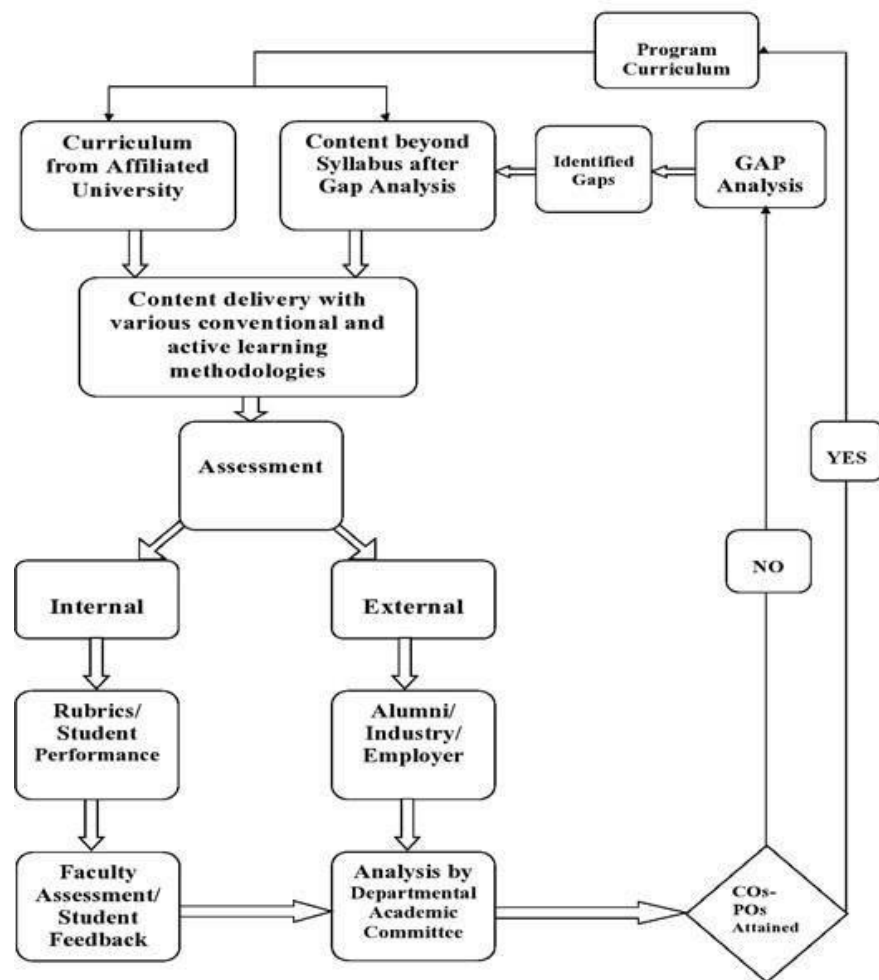 Program
Curriculum
Curriculum
from Affiliated
University
Content beyond
Syllabus after
Gap Analysis
Identified
Gaps
GAP
Analysis
Content delivery with
various conventional and
active learning
methodologies
Assessment
YES
NO
Internal
External
Rubrics/
Student
Performance
Alumni/
Industry/
Employer
Faculty
Assessment/
Student
Feedback
Analysis by
Departmental
Academic
Committee
COs-
POs
Attained